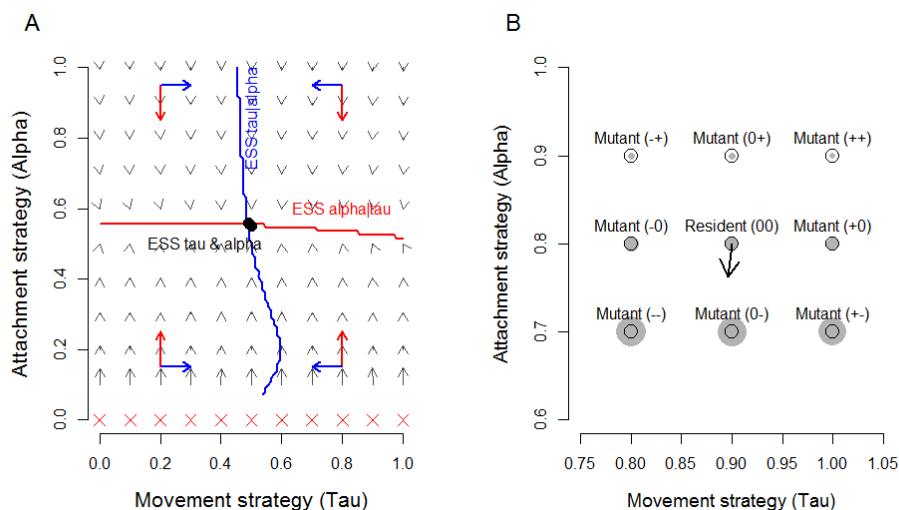 A
B
1.0
0.8
0.6
0.4
0.2
0.0
Attachment strategy (Alpha)
ESS tau|alpha
ESS alpha|tau
ESS tau & alpha
0.0 0.2 0.4 0.6 0.8 1.0
Movement strategy (Tau)
1.0
0.9
0.8
0.7
0.6
Attachment strategy (Alpha)
Mutant (-+) Mutant (0+) Mutant (++)
Mutant (-0) Resident (00) Mutant (+0)
Mutant (--) Mutant (0-) Mutant (+-)
0.75 0.80 0.85 0.90 0.95 1.00 1.05
Movement strategy (Tau)